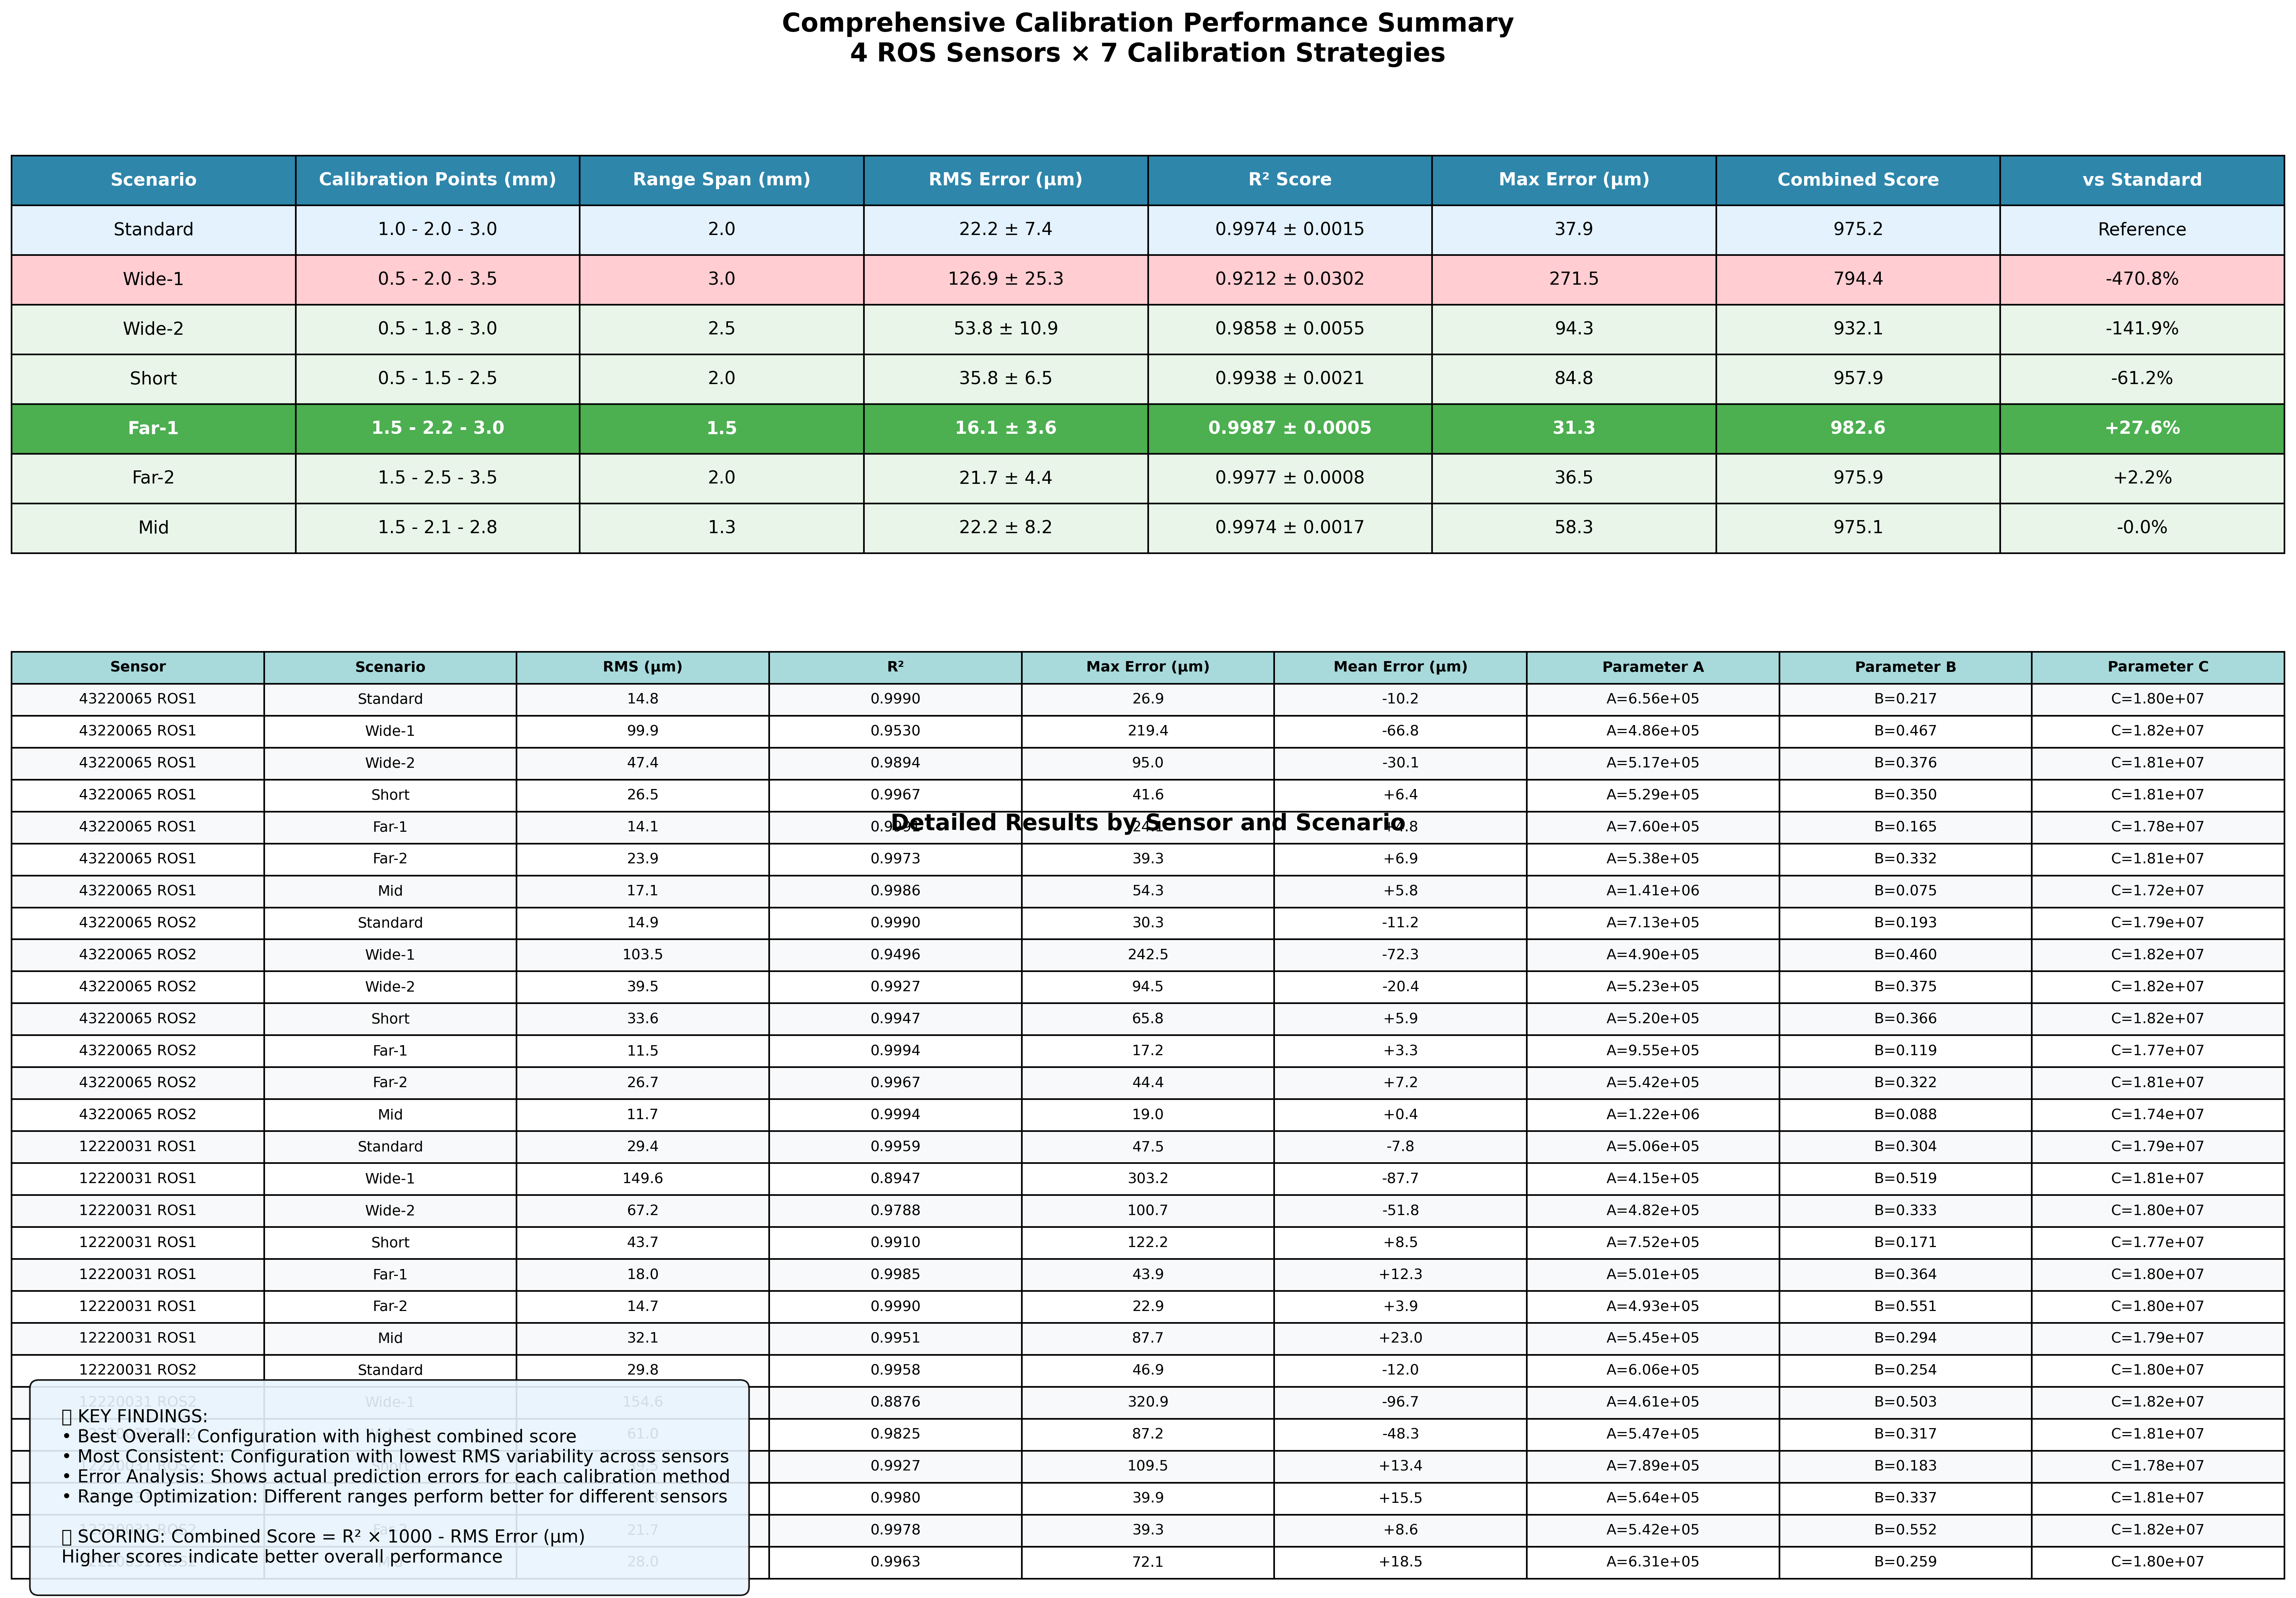 Comprehensive Calibration Performance Summary
4 ROS Sensors × 7 Calibration Strategies
Scenario Calibration Points (mm) Range Span (mm) RMS Error (μm) R² Score Max Error (μm) Combined Score vs Standard
Standard 1.0 - 2.0 - 3.0 2.0 22.2 ± 7.4 0.9974 ± 0.0015 37.9 975.2 Reference
Wide-1 0.5 - 2.0 - 3.5 3.0 126.9 ± 25.3 0.9212 ± 0.0302 271.5 794.4 -470.8%
Wide-2 0.5 - 1.8 - 3.0 2.5 53.8 ± 10.9 0.9858 ± 0.0055 94.3 932.1 -141.9%
Short 0.5 - 1.5 - 2.5 2.0 35.8 ± 6.5 0.9938 ± 0.0021 84.8 957.9 -61.2%
Far-1 1.5 - 2.2 - 3.0 1.5 16.1 ± 3.6 0.9987 ± 0.0005 31.3 982.6 +27.6%
Far-2 1.5 - 2.5 - 3.5 2.0 21.7 ± 4.4 0.9977 ± 0.0008 36.5 975.9 +2.2%
Mid 1.5 - 2.1 - 2.8 1.3 22.2 ± 8.2 0.9974 ± 0.0017 58.3 975.1 -0.0%
Sensor Scenario RMS (μm) R² Max Error (μm) Mean Error (μm) Parameter A Parameter B Parameter C
43220065 ROS1 Standard 14.8 0.9990 26.9 -10.2 A=6.56e+05 B=0.217 C=1.80e+07
43220065 ROS1 Wide-1 99.9 0.9530 219.4 -66.8 A=4.86e+05 B=0.467 C=1.82e+07
43220065 ROS1 Wide-2 47.4 0.9894 95.0 -30.1 A=5.17e+05 B=0.376 C=1.81e+07
43220065 ROS1 Short 26.5 0.9967 41.6 +6.4 A=5.29e+05 B=0.350 C=1.81e+07
Detailed Results by Sensor and Scenario
43220065 ROS1 Far-1 14.1 A=7.60e+05 B=0.165 C=1.78e+07
43220065 ROS1 Far-2 23.9 0.9973 39.3 +6.9 A=5.38e+05 B=0.332 C=1.81e+07
43220065 ROS1 Mid 17.1 0.9986 54.3 +5.8 A=1.41e+06 B=0.075 C=1.72e+07
43220065 ROS2 Standard 14.9 0.9990 30.3 -11.2 A=7.13e+05 B=0.193 C=1.79e+07
43220065 ROS2 Wide-1 103.5 0.9496 242.5 -72.3 A=4.90e+05 B=0.460 C=1.82e+07
43220065 ROS2 Wide-2 39.5 0.9927 94.5 -20.4 A=5.23e+05 B=0.375 C=1.82e+07
43220065 ROS2 Short 33.6 0.9947 65.8 +5.9 A=5.20e+05 B=0.366 C=1.82e+07
43220065 ROS2 Far-1 11.5 0.9994 17.2 +3.3 A=9.55e+05 B=0.119 C=1.77e+07
43220065 ROS2 Far-2 26.7 0.9967 44.4 +7.2 A=5.42e+05 B=0.322 C=1.81e+07
43220065 ROS2 Mid 11.7 0.9994 19.0 +0.4 A=1.22e+06 B=0.088 C=1.74e+07
12220031 ROS1 Standard 29.4 0.9959 47.5 -7.8 A=5.06e+05 B=0.304 C=1.79e+07
12220031 ROS1 Wide-1 149.6 0.8947 303.2 -87.7 A=4.15e+05 B=0.519 C=1.81e+07
12220031 ROS1 Wide-2 67.2 0.9788 100.7 -51.8 A=4.82e+05 B=0.333 C=1.80e+07
12220031 ROS1 Short 43.7 0.9910 122.2 +8.5 A=7.52e+05 B=0.171 C=1.77e+07
12220031 ROS1 Far-1 18.0 0.9985 43.9 +12.3 A=5.01e+05 B=0.364 C=1.80e+07
12220031 ROS1 Far-2 14.7 0.9990 22.9 +3.9 A=4.93e+05 B=0.551 C=1.80e+07
12220031 ROS1 Mid 32.1 0.9951 87.7 +23.0 A=5.45e+05 B=0.294 C=1.79e+07
12220031 ROS2 Standard 29.8 0.9958 46.9 -12.0 A=6.06e+05 B=0.254 C=1.80e+07
12220031 ROS2 Wide-1 154.6 0.8876 320.9 -96.7 A=4.61e+05 B=0.503 C=1.82e+07
61.0 0.9825 87.2 -48.3 A=5.47e+05 B=0.317 C=1.81e+07
0.9927 109.5 +13.4 A=7.89e+05 B=0.183 C=1.78e+07
0.9980 39.9 +15.5 A=5.64e+05 B=0.337 C=1.80e+07
21.7 0.9978 39.3 +8.6 A=5.42e+05 B=0.552 C=1.82e+07
28.0 0.9963 72.1 +18.5 A=6.31e+05 B=0.259 C=1.80e+07
KEY FINDINGS:
• Best Overall: Configuration with highest combined score
• Most Consistent: Configuration with lowest RMS variability across sensors
• Error Analysis: Shows actual prediction errors for each calibration method
• Range Optimization: Different ranges perform better for different sensors
SCORING: Combined Score = R² × 1000 - RMS Error (μm)
Higher scores indicate better overall performance